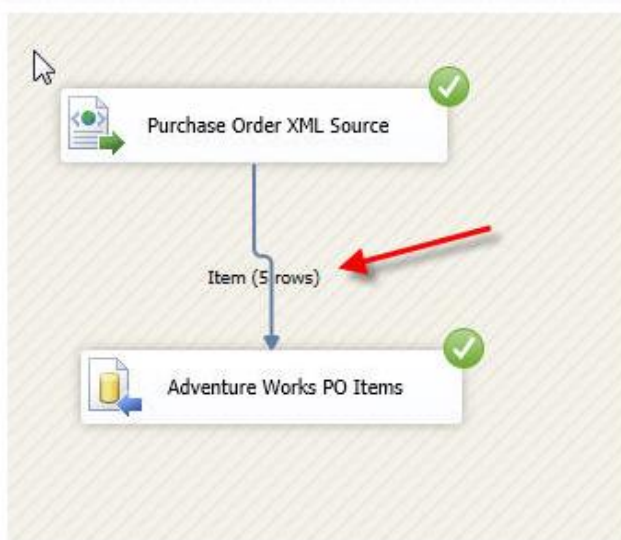 Purchase Order XML Source
Item (5 rows)
Adventure Works PO Items